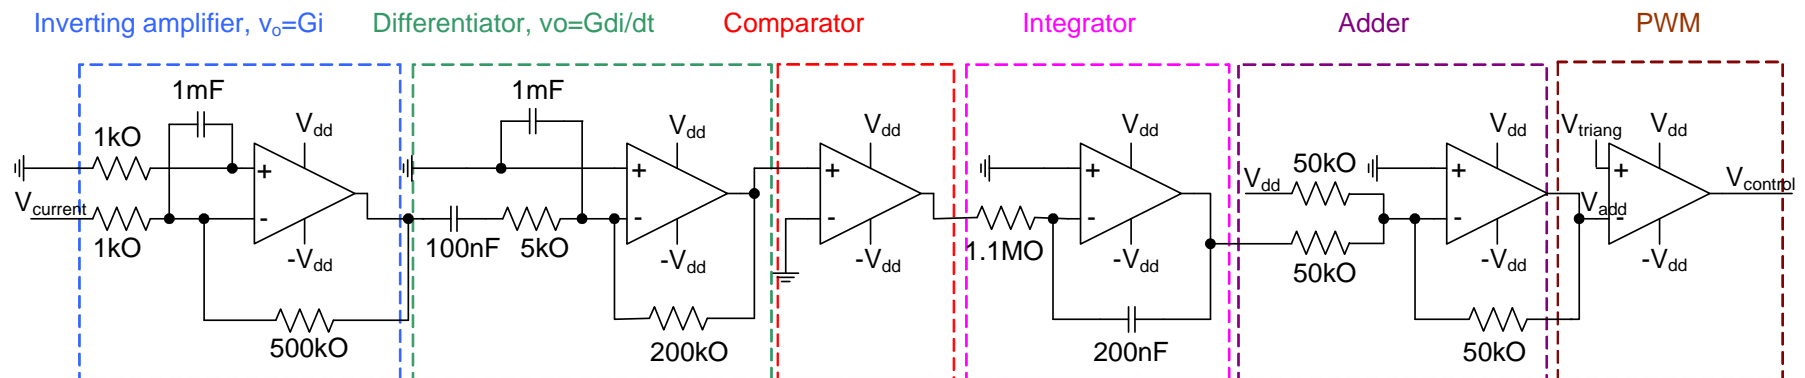 Inverting amplifier, vo=Gi
Differentiator, vo=Gdi/dt
Comparator
Integrator
Adder
PWM
1mF
1kO
Vdd
+
-
Vcurrent
1kO
-Vdd
500kO
1mF
Vdd
+
-
100nF
5kO
-Vdd
200kO
Vdd
+
-
-Vdd
Vdd
+
-
1.1MO
-Vdd
200nF
Vdd
50kO
Vdd
+
-
50kO
-Vdd
50kO
Vtriang
Vdd
+
-
Vadd
Vcontrol
-Vdd